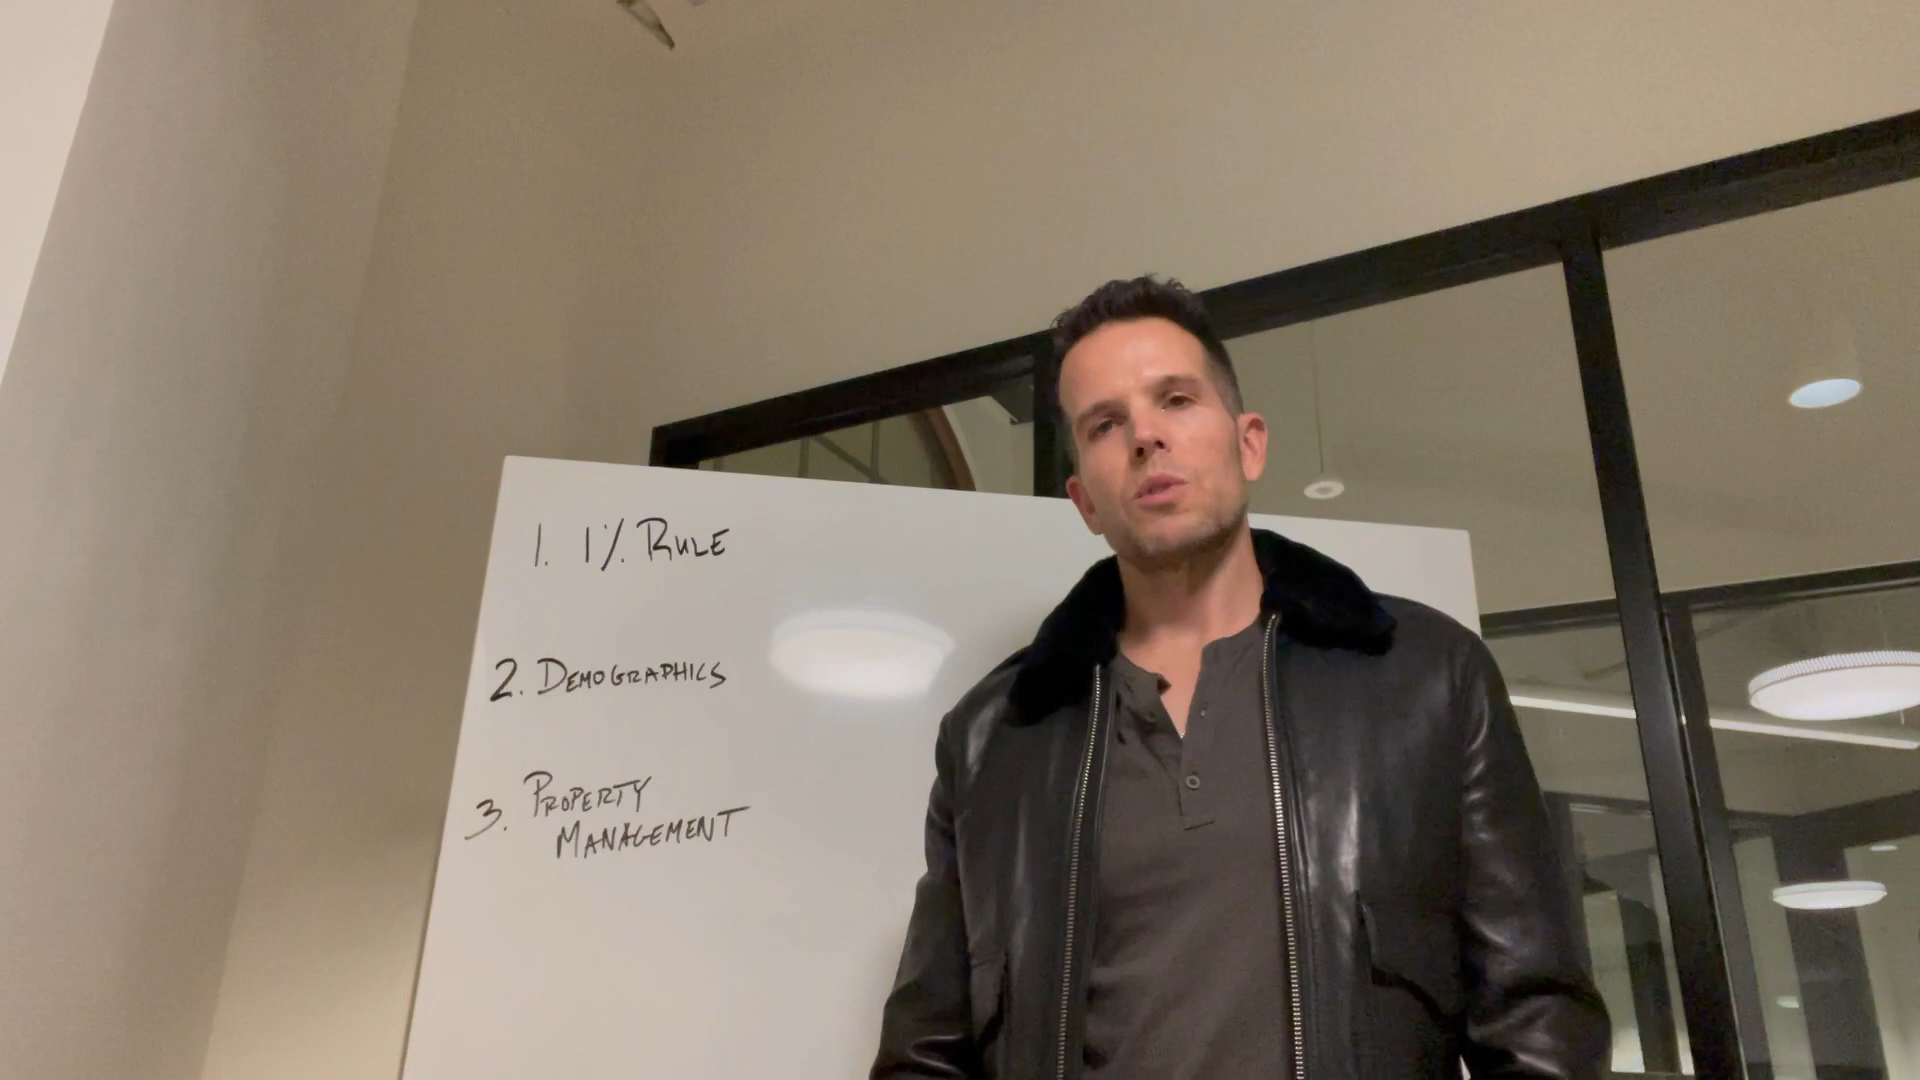 1. 1% RULE
2. DEMOGRAPHICS
3. PROPERTY
MANAGEMENT